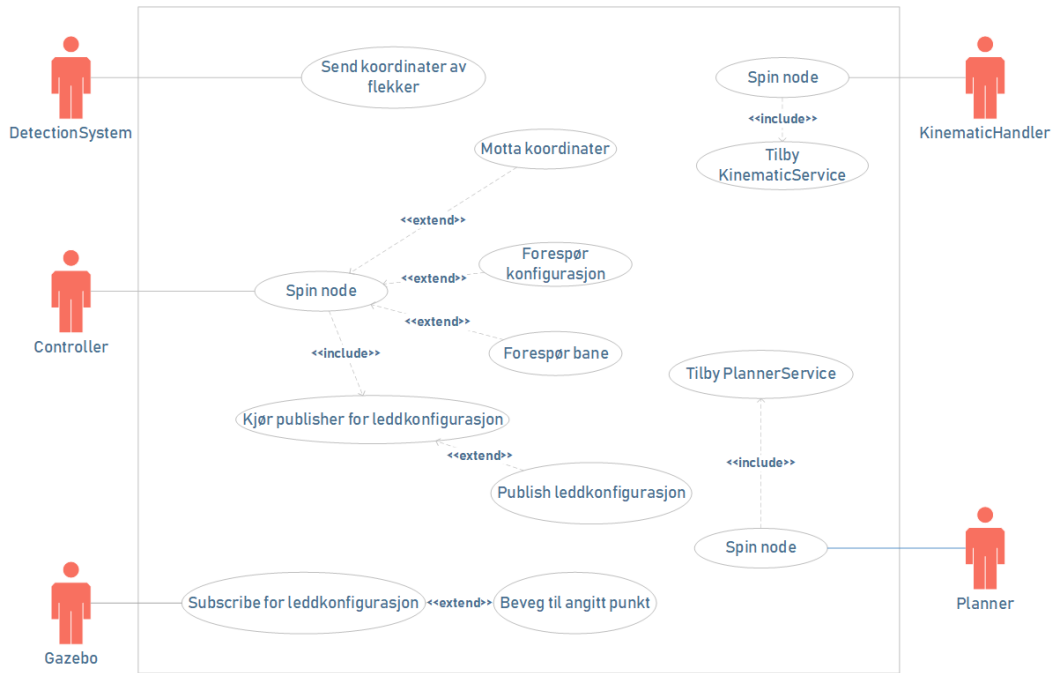 Send koordinater av
flekker
DetectionSystem
Spin node
<<include>>
Tilby
KinematicService
KinematicHandler
Motta koordinater
<<extend>>
Forespør
konfigurasjon
<<extend>>
Spin node
<<extend>>
Controller
<<include>>
Forespør bane
Tilby PlannerService
Kjør publisher for leddkonfigurasjon
<<extend>>
<<include>>
Publish leddkonfigurasjon
Spin node
Planner
Subscribe for leddkonfigurasjon
<<extend>>
Beveg til angitt punkt
Gazebo